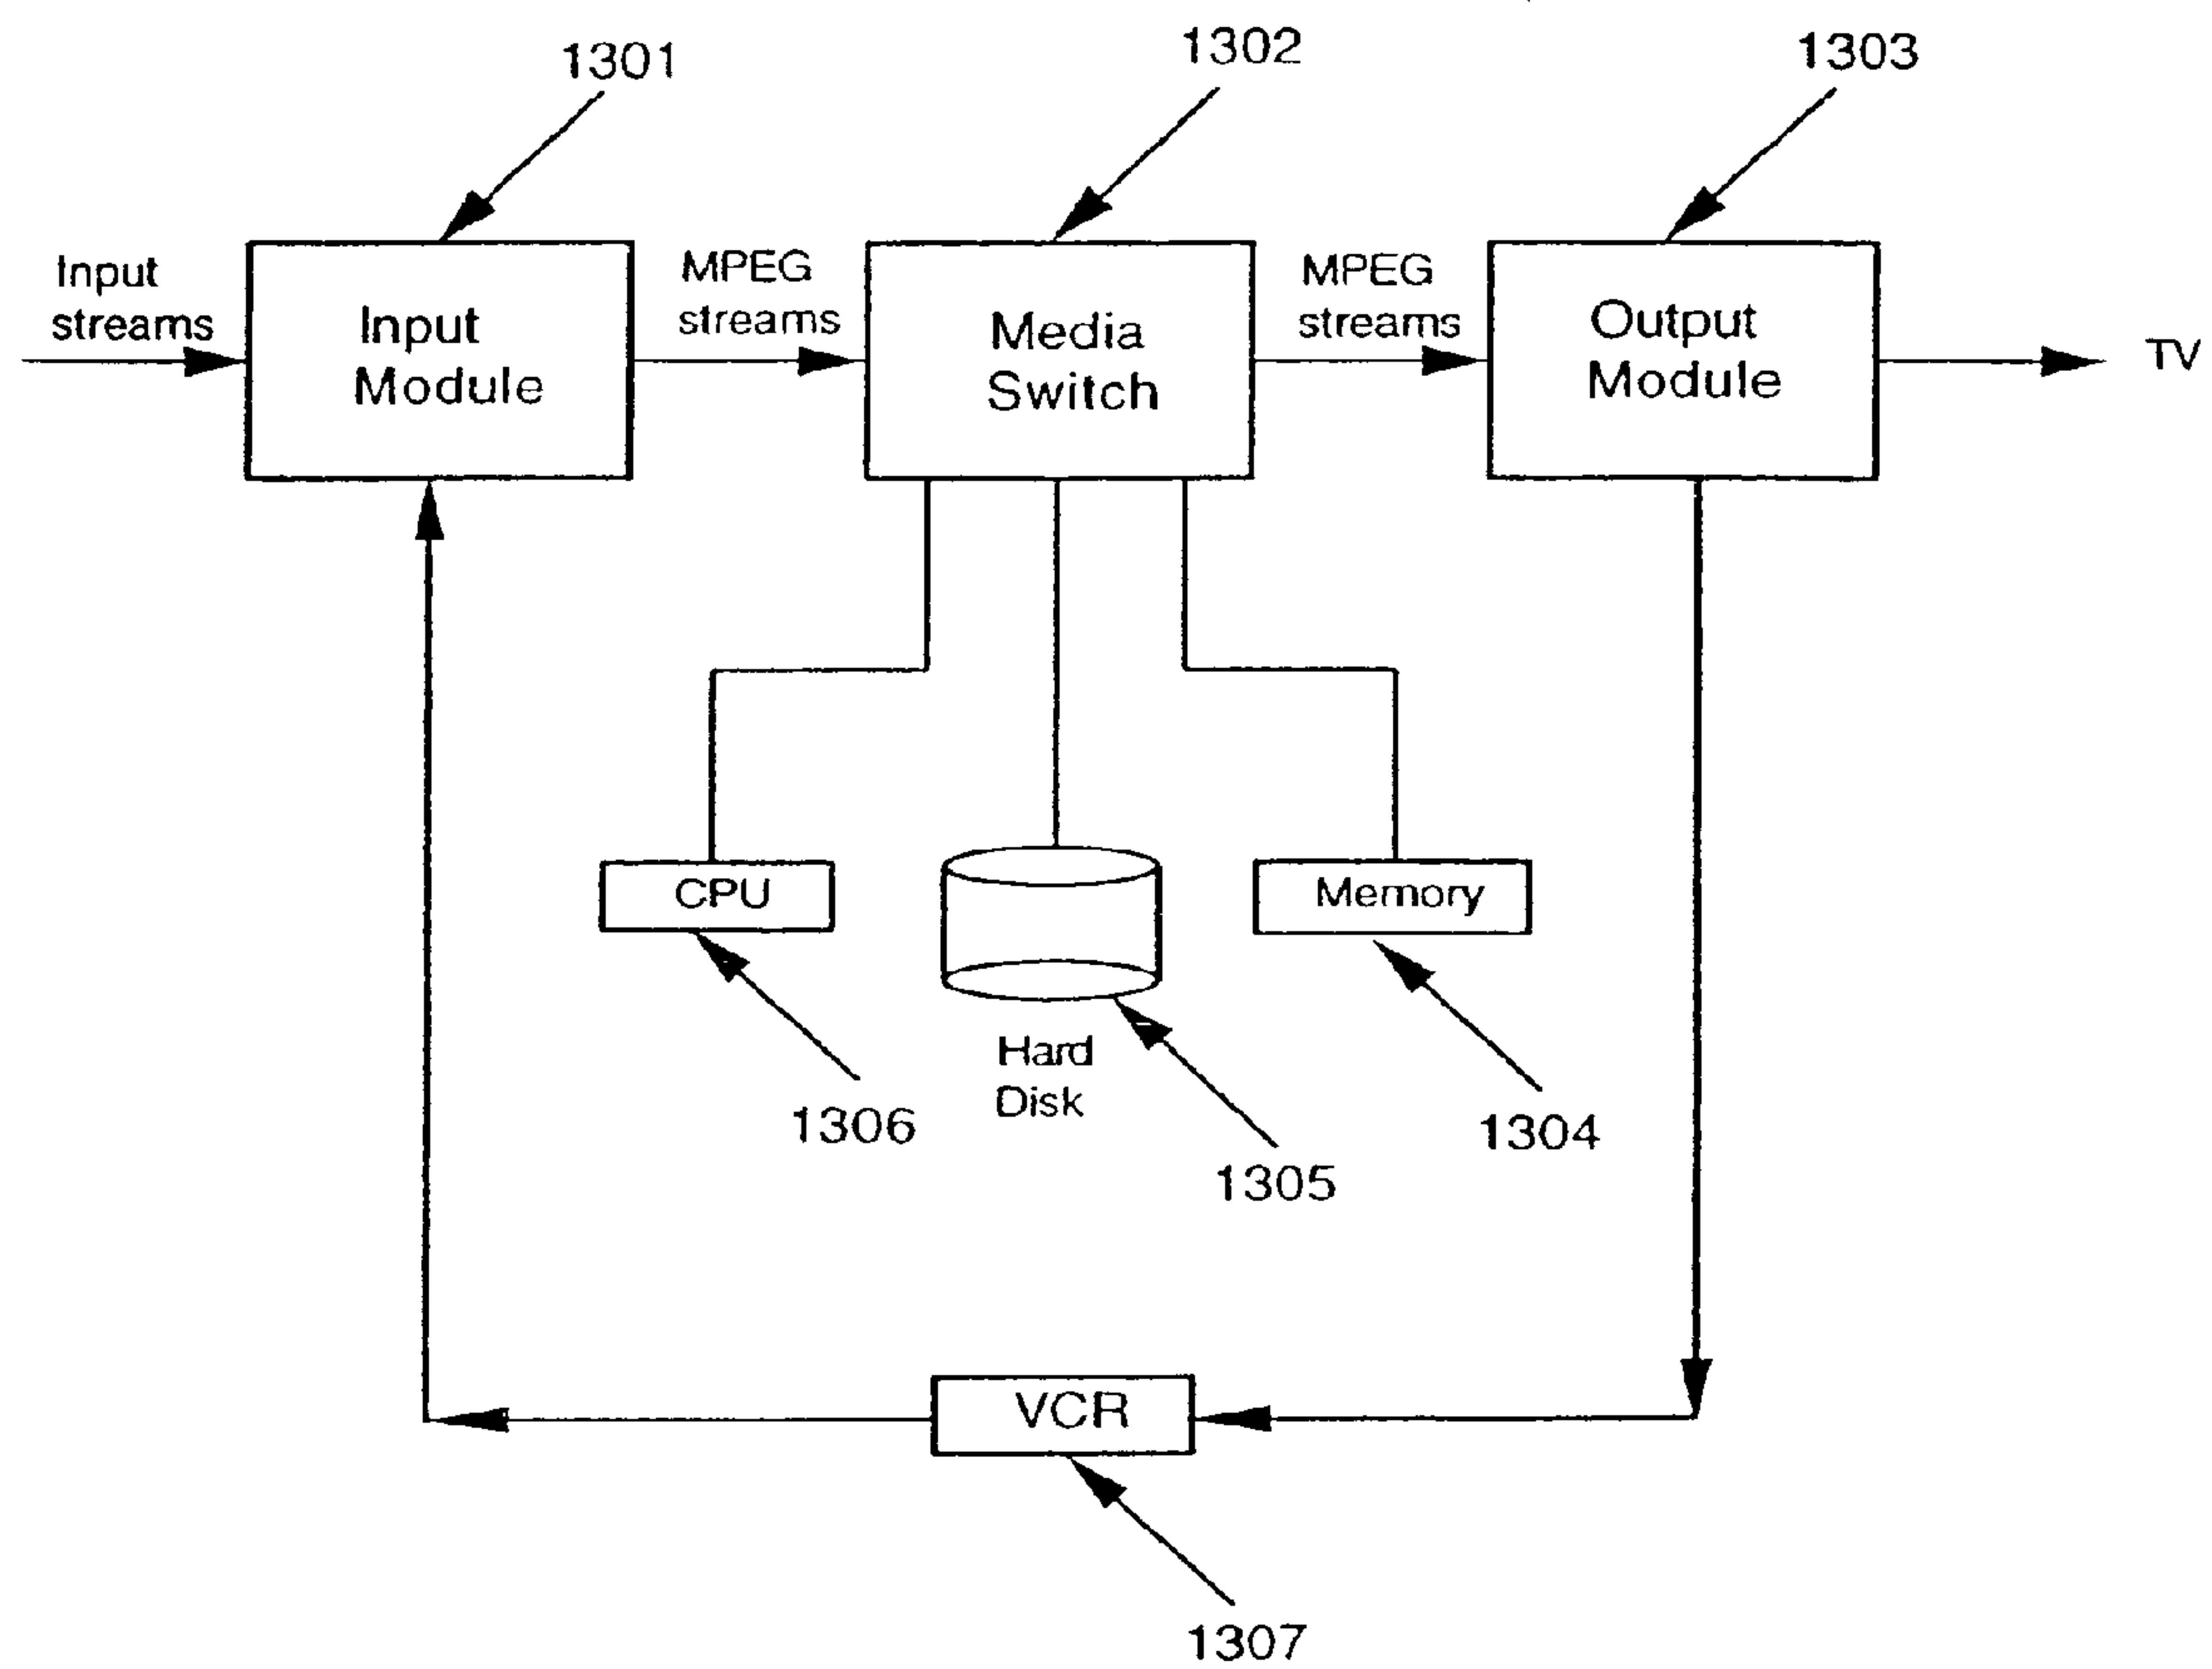 1301
1302
1303
Input
streams
Input
Module
MPEG
streams
Media
Switch
MPEG
streams
Output
Module
TV
CPU
Memory
Hard
Disk
1306
1305
1304
VCR
1307